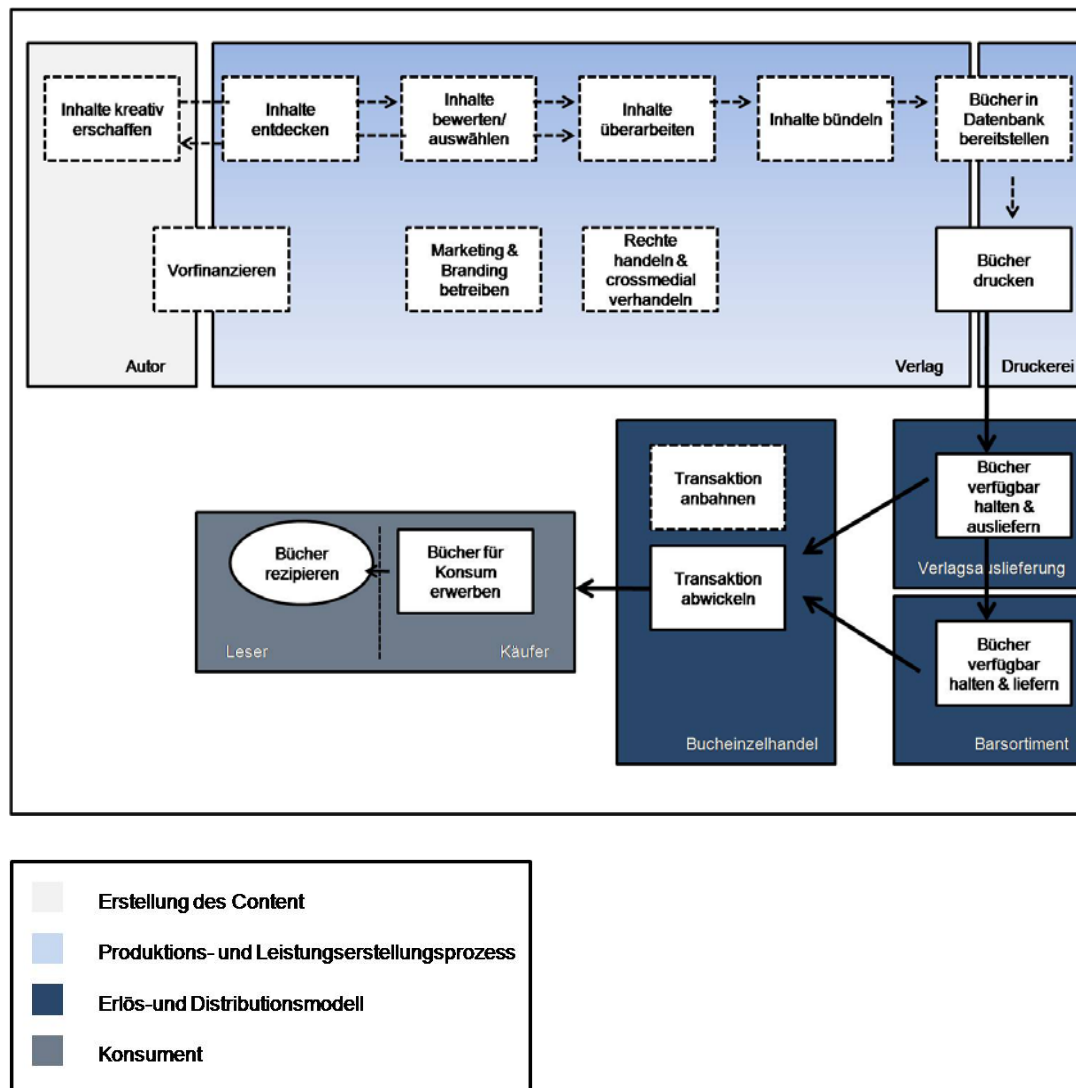 Inhalte kreativ
erschaffen
Inhalte
entdecken
Inhalte
bewerten/
auswählen
Inhalte
überarbeiten
Inhalte bündeln
Bücher in
Datenbank
bereitstellen
Vorfinanzieren
Marketing &
Branding
betreiben
Rechte
handeln &
crossmedial
verhandeln
Bücher
drucken
Autor
Verlag
Druckerei
Transaktion
anbahnen
Bücher
verfügbar
halten &
ausliefern
Verlagsauslieferung
Bücher
rezipieren
Bücher für
Konsum
erwerben
Transaktion
abwickeln
Leser
Käufer
Bücher
verfügbar
halten & liefern
Bucheinzelhandel
Barsortiment
Erstellung des Content
Produktions- und Leistungserstellungsprozess
Erlös-und Distributionsmodell
Konsument